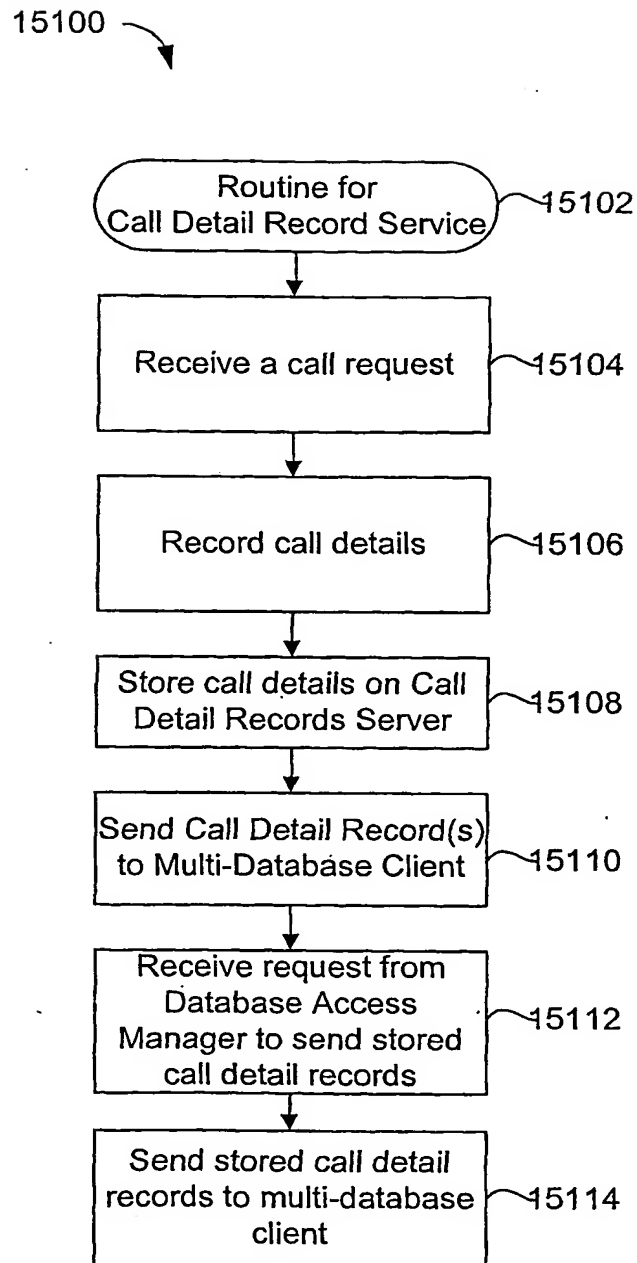 15100
Routine for
Call Detail Record Service
15102
Receive a call request
15104
Record call details
15106
Store call details on Call
Detail Records Server
15108
Send Call Detail Record(s)
to Multi-Database Client
15110
Receive request from
Database Access
Manager to send stored
call detail records
15112
Send stored call detail
records to multi-database
client
15114